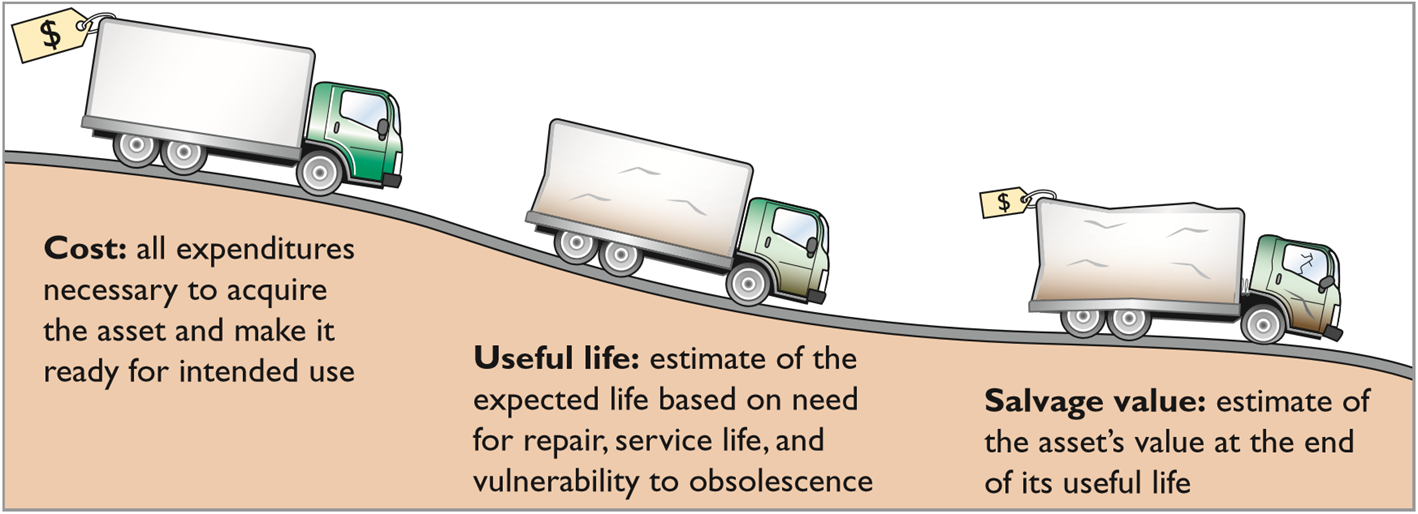 $
Cost: all expenditures
necessary to acquire
the asset and make it
ready for intended use
Useful life: estimate of the
expected life based on need
for repair, service life, and
vulnerability to obsolescence
$
Salvage value: estimate of
the asset’s value at the end
of its useful life